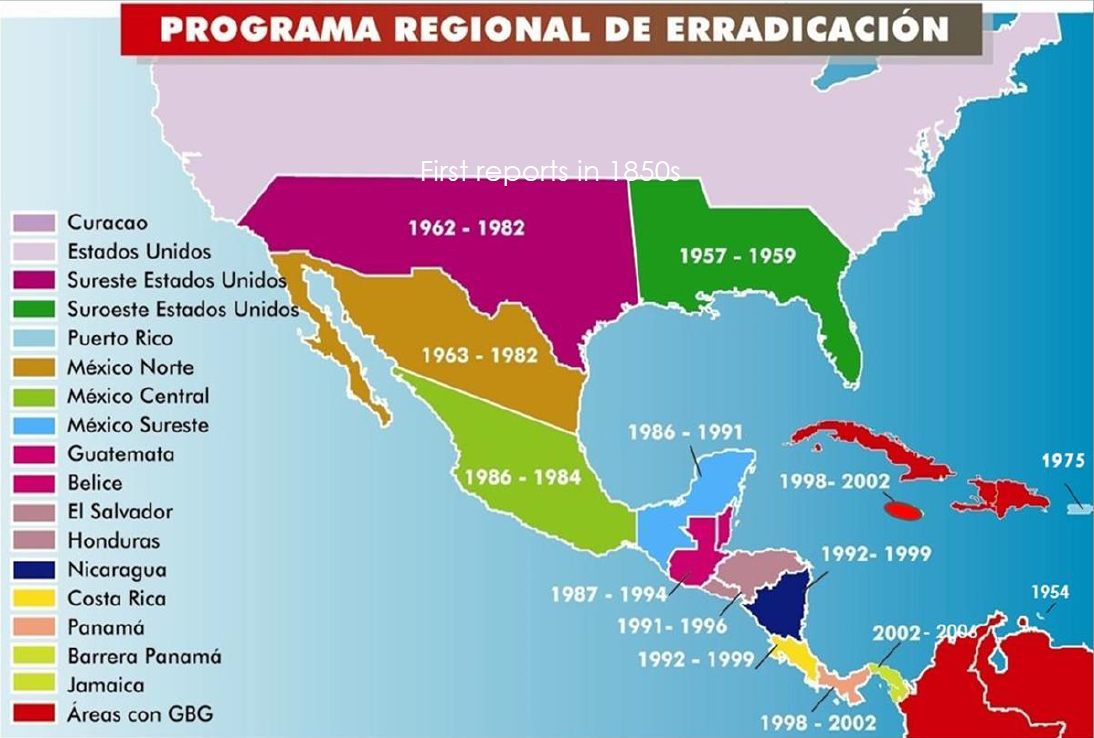 PROGRAMA REGIONAL DE ERRADICACIÓN
First reports in 1850s
1962 - 1982
1957 - 1959
1963 - 1982
1986 - 1984
1986 - 1991
1998- 2002
1975
1992- 1999
1987 - 1994
1954
1991- 1996
2002- 2006
1992 - 1999
1998 - 2002
Curacao
Estados Unidos
Sureste Estados Unidos
Suroeste Estados Unidos
Puerto Rico
México Norte
México Central
México Sureste
Guatemata
Belice
El Salvador
Honduras
Nicaragua
Costa Rica
Panamá
Barrera Panamá
Jamaica
Áreas con GBG